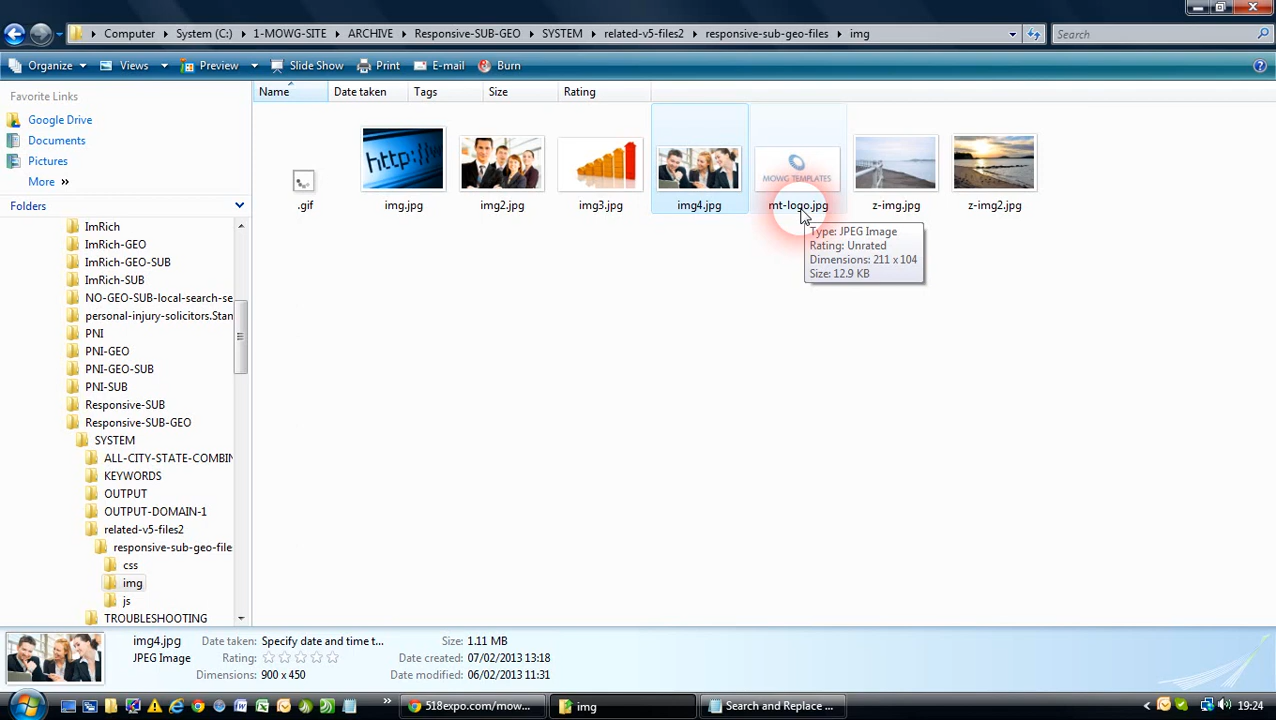 Computer System (C:) 1-MOWG-SITE ARCHIVE Responsive-SUB-GEO SYSTEM related-v5-files2 responsive-sub-geo-files img Search
Organize Views Preview Slide Show Print E-mail Burn
Favorite Links
Google Drive
Documents
Pictures
More »
Folders
ImRich
ImRich-GEO
ImRich-GEO-SUB
ImRich-SUB
NO-GEO-SUB-local-search-se
personal-injury-solicitors.Stan
PNI
PNI-GEO
PNI-GEO-SUB
PNI-SUB
Responsive-SUB
Responsive-SUB-GEO
SYSTEM
ALL-CITY-STATE-COMBIN
KEYWORDS
OUTPUT
OUTPUT-DOMAIN-1
related-v5-files2
responsive-sub-geo-file
css
img
js
TROUBLESHOOTING
Name Date taken Tags Size Rating
http://w
MOWG TEMPLATES
.gif img.jpg img2.jpg img3.jpg img4.jpg mt-logo.jpg z-img.jpg z-img2.jpg
Type: JPEG Image
Rating: Unrated
Dimensions: 211 x 104
Size: 12.9 KB
img4.jpg Date taken: Specify date and time t... Size: 1.11 MB
JPEG Image Rating: Date created: 07/02/2013 13:18
Dimensions: 900 x 450 Date modified: 06/02/2013 11:31
518expo.com/mow... img Search and Replace ... 19:24